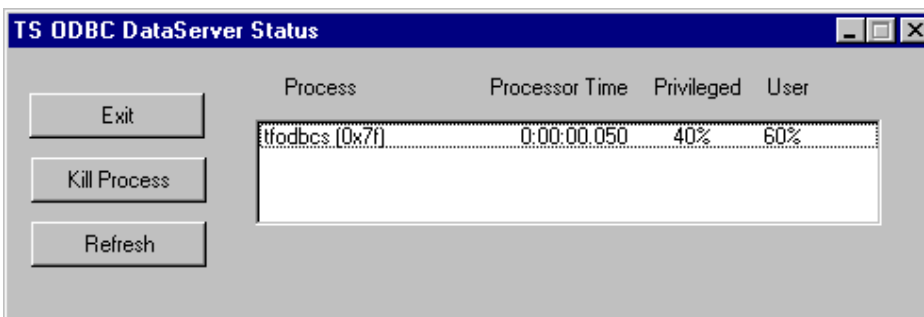 TS ODBC DataServer Status
Process Processor Time Privileged User
Exit
tfodbcs (0x7f) 0:00:00.050 40% 60%
Kill Process
Refresh